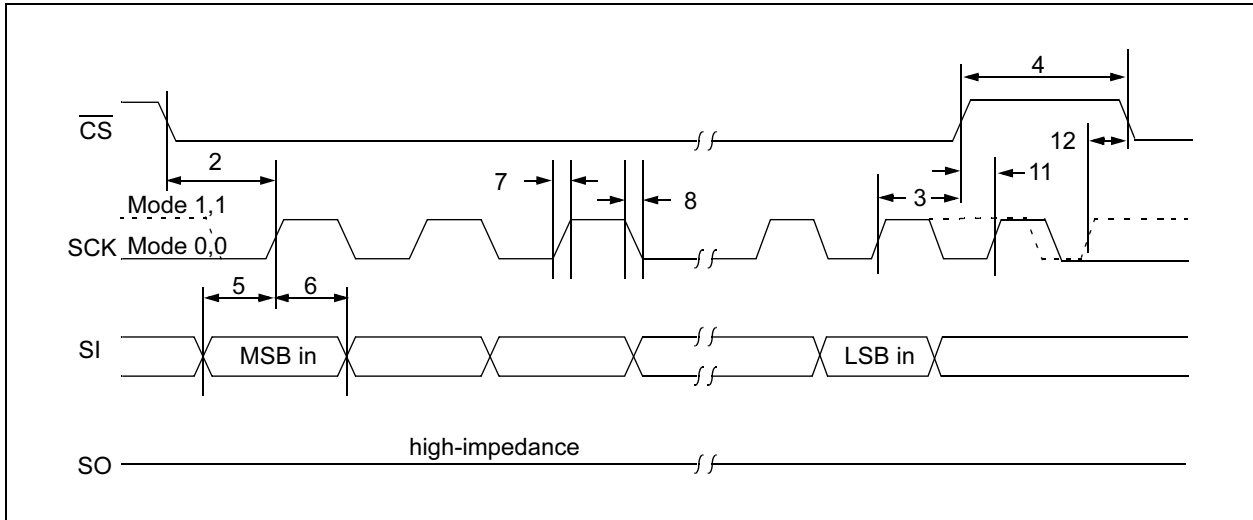 4
CS
12
2
7
11
3
8
Mode 1,1
SCK Mode 0,0
5
6
SI
MSB in
LSB in
high-impedance
SO